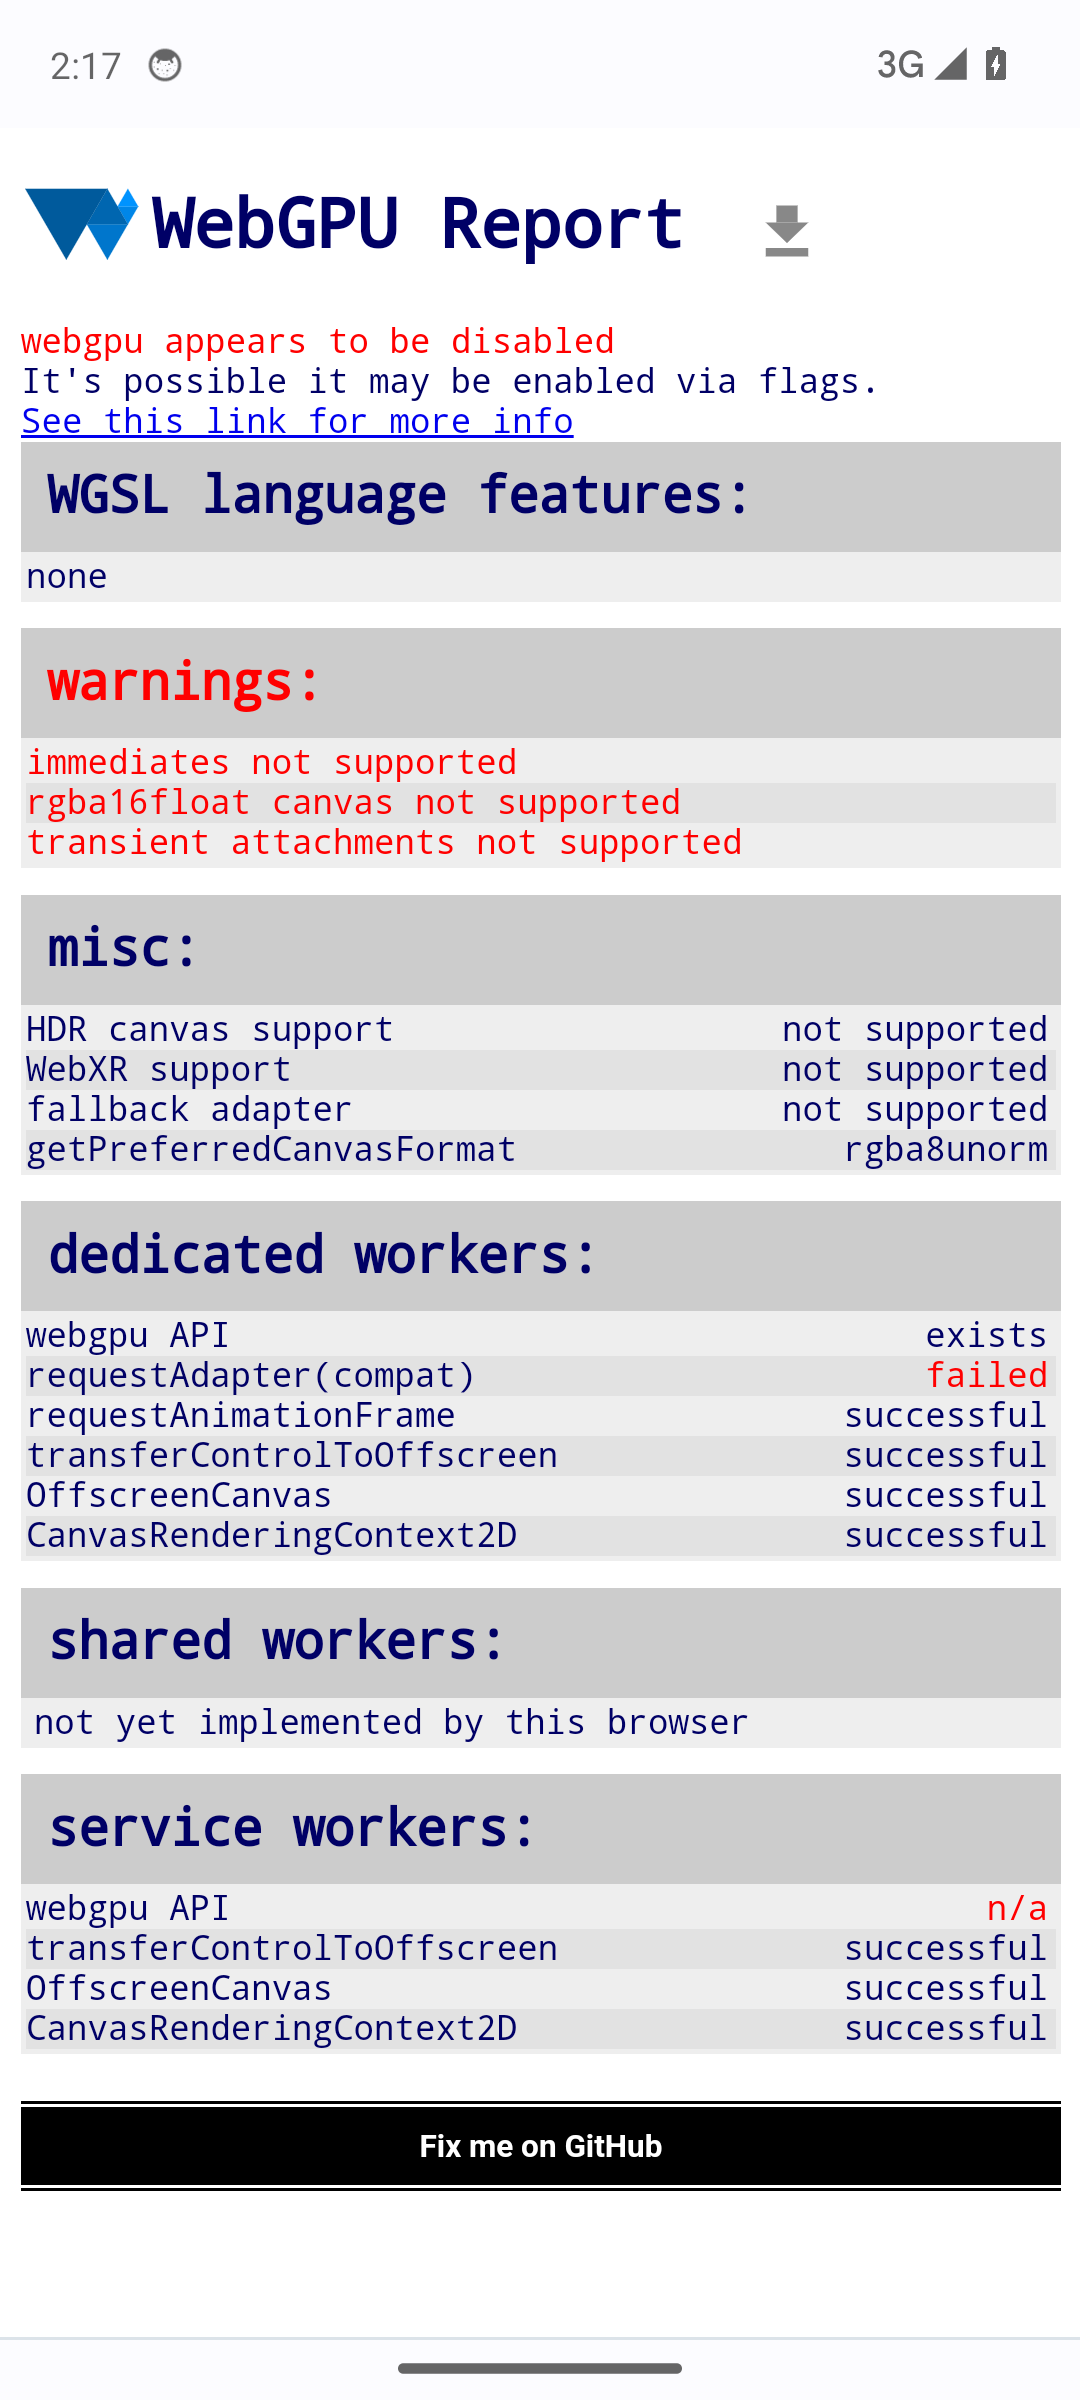 2:17 3G
WebGPU Report
webgpu appears to be disabled
It's possible it may be enabled via flags.
See this link for more info
WGSL language features:
none
warnings:
immediates not supported
rgba16float canvas not supported
transient attachments not supported
misc:
HDR canvas support not supported
WebXR support not supported
fallback adapter not supported
getPreferredCanvasFormat rgba8unorm
dedicated workers:
webgpu API exists
requestAdapter(compat) failed
requestAnimationFrame successful
transferControlToOffscreen successful
OffscreenCanvas successful
CanvasRenderingContext2D successful
shared workers:
not yet implemented by this browser
service workers:
webgpu API n/a
transferControlToOffscreen successful
OffscreenCanvas successful
CanvasRenderingContext2D successful
Fix me on GitHub